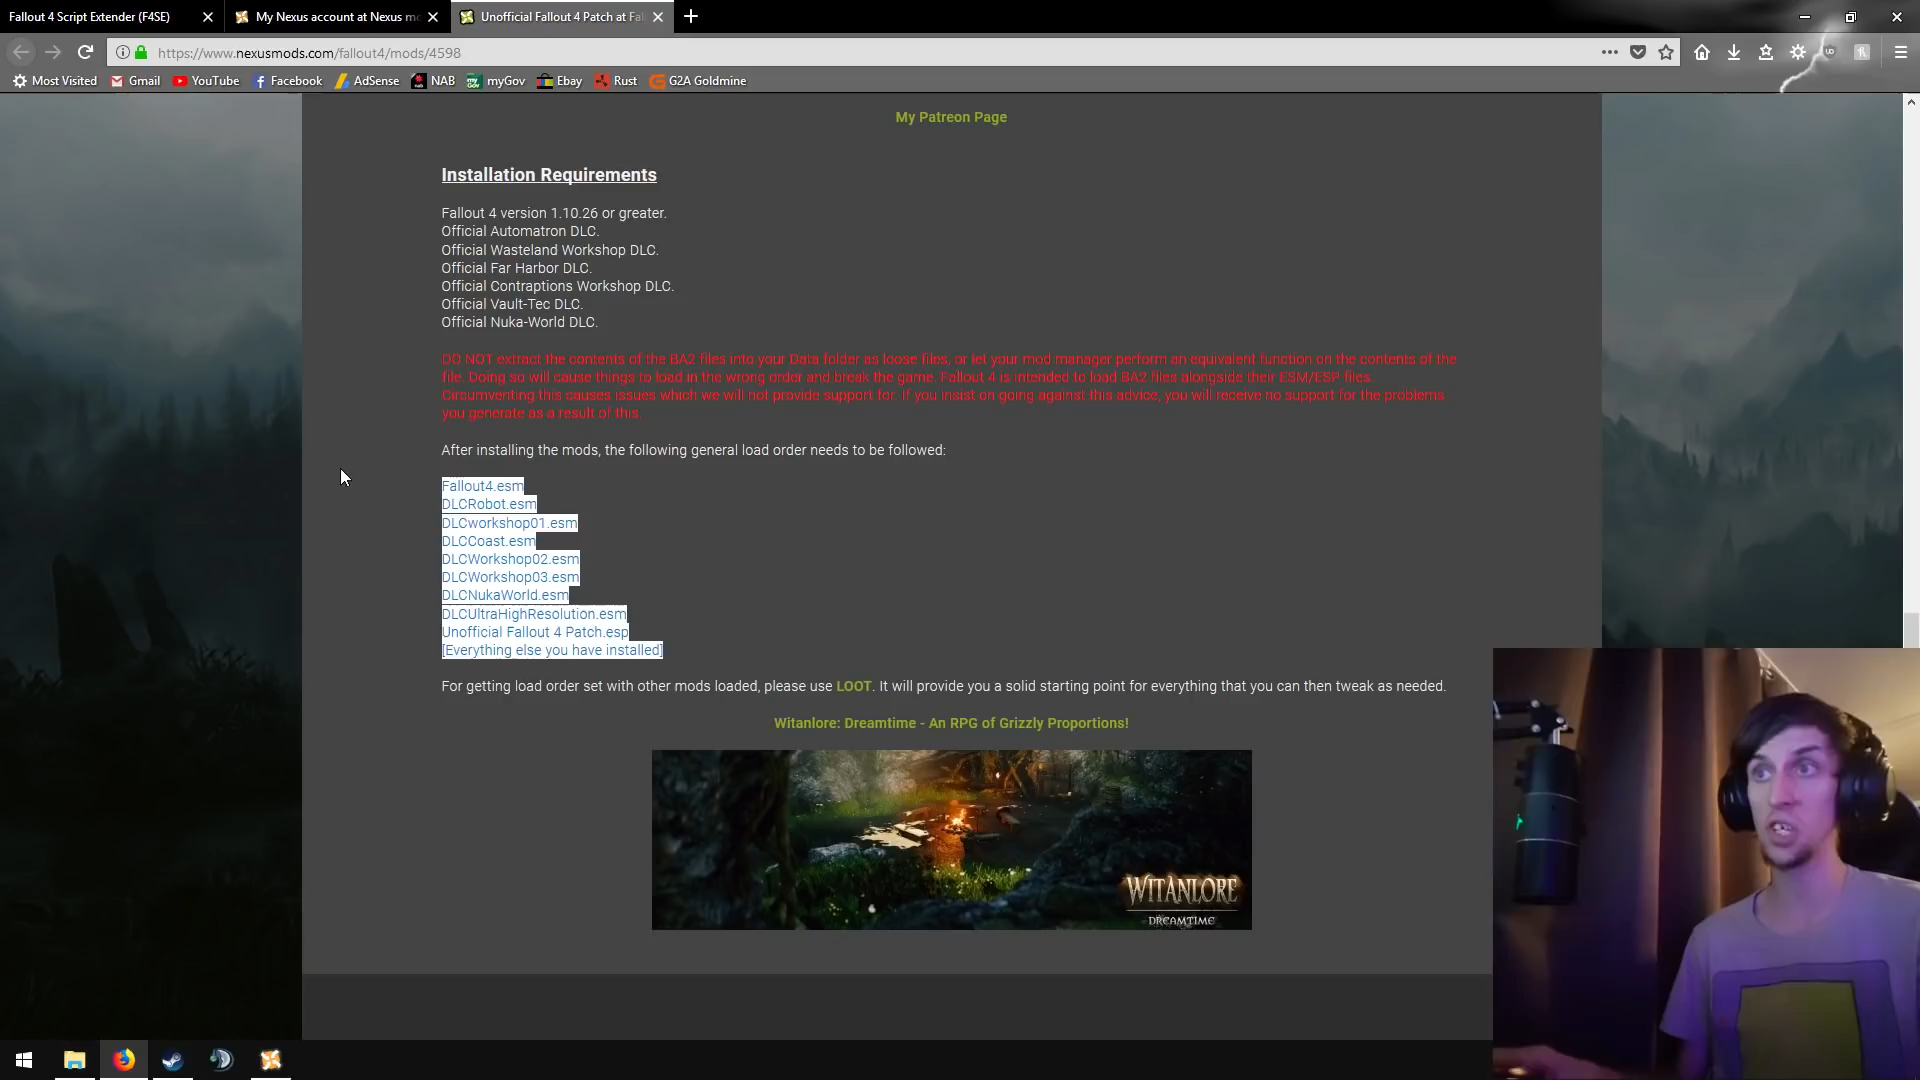 Fallout 4 Script Extender (F4SE)
My Nexus account at Nexus mo
Unofficial Fallout 4 Patch at Fal
https://www.nexusmods.com/fallout4/mods/4598
Most Visited Gmail YouTube Facebook AdSense NAB myGov Ebay Rust G2A Goldmine
My Patreon Page
Installation Requirements
Fallout 4 version 1.10.26 or greater.
Official Automatron DLC.
Official Wasteland Workshop DLC.
Official Far Harbor DLC.
Official Contraptions Workshop DLC.
Official Vault-Tec DLC.
Official Nuka-World DLC.
DO NOT extract the contents of the BA2 files into your Data folder as loose files, or let your mod manager perform an equivalent function on the contents of the
file. Doing so will cause things to load in the wrong order and break the game. Fallout 4 is intended to load BA2 files alongside their ESM/ESP files.
Circumventing this causes issues which we will not provide support for. If you insist on going against this advice, you will receive no support for the problems
you generate as a result of this.
After installing the mods, the following general load order needs to be followed:
Fallout4.esm
DLCRobot.esm
DLCworkshop01.esm
DLCCoast.esm
DLCWorkshop02.esm
DLCWorkshop03.esm
DLCNukaWorld.esm
DLCUltraHighResolution.esm
Unofficial Fallout 4 Patch.esp
[Everything else you have installed]
For getting load order set with other mods loaded, please use LOOT. It will provide you a solid starting point for everything that you can then tweak as needed.
Witanlore: Dreamtime - An RPG of Grizzly Proportions!
WITANLORE
DREAMTIME